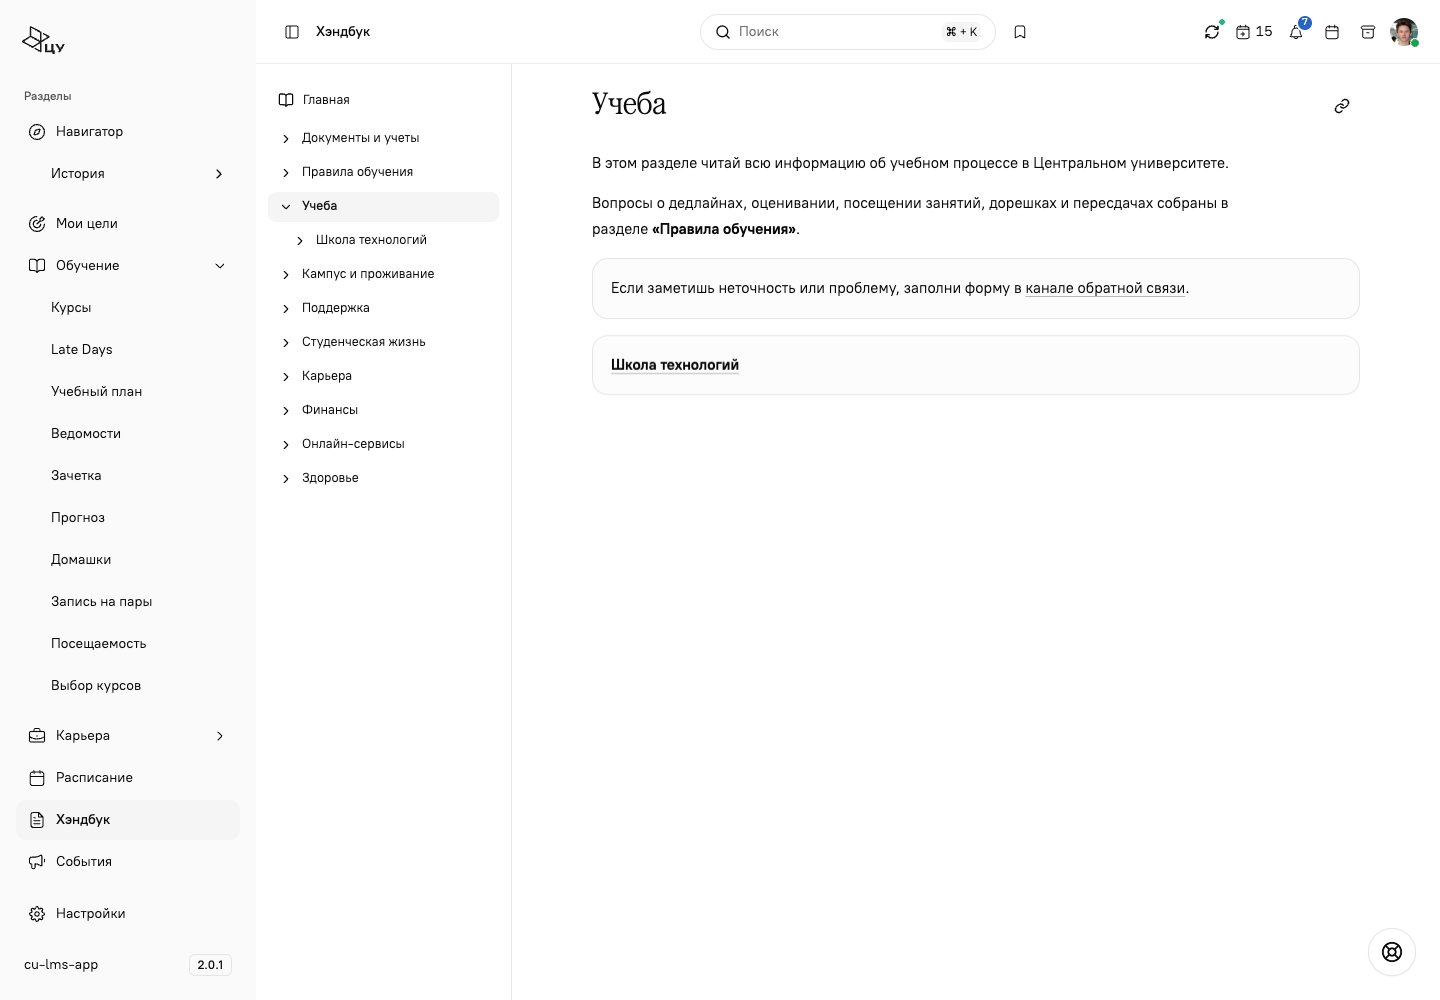 ЦУ
Разделы
Навигатор
История
Мои цели
Обучение
Курсы
Late Days
Учебный план
Ведомости
Зачетка
Прогноз
Домашки
Запись на пары
Посещаемость
Выбор курсов
Карьера
Расписание
Хэндбук
События
Настройки
cu-lms-app 2.0.1
Хэндбук
Поиск ⌘ + K
15
7
Главная
Документы и учеты
Правила обучения
Учеба
Школа технологий
Кампус и проживание
Поддержка
Студенческая жизнь
Карьера
Финансы
Онлайн-сервисы
Здоровье
Учеба
В этом разделе читай всю информацию об учебном процессе в Центральном университете.
Вопросы о дедлайнах, оценивании, посещении занятий, дорешках и пересдачах собраны в
разделе «Правила обучения».
Если заметишь неточность или проблему, заполни форму в канале обратной связи.
Школа технологий